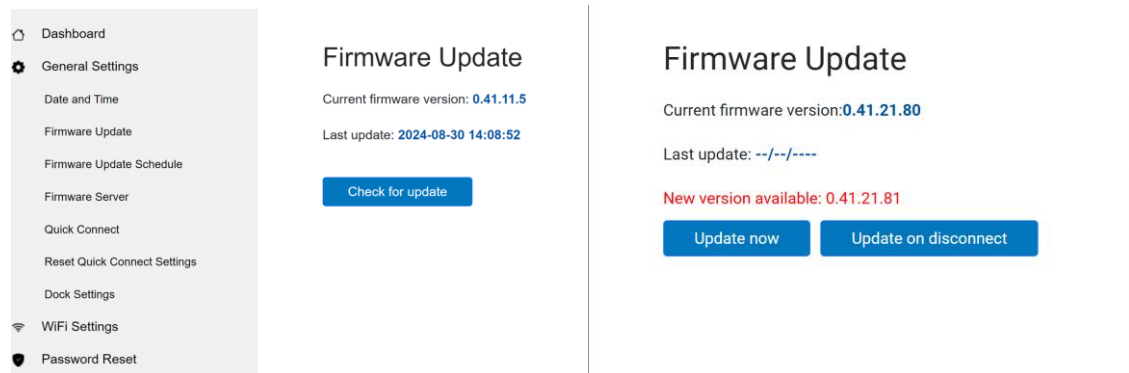 Dashboard
General Settings
Date and Time
Firmware Update
Firmware Update Schedule
Firmware Server
Quick Connect
Reset Quick Connect Settings
Dock Settings
WiFi Settings
Password Reset
Firmware Update
Current firmware version: 0.41.11.5
Last update: 2024-08-30 14:08:52
Check for update
Firmware Update
Current firmware version:0.41.21.80
Last update: --/--/----
New version available: 0.41.21.81
Update now
Update on disconnect